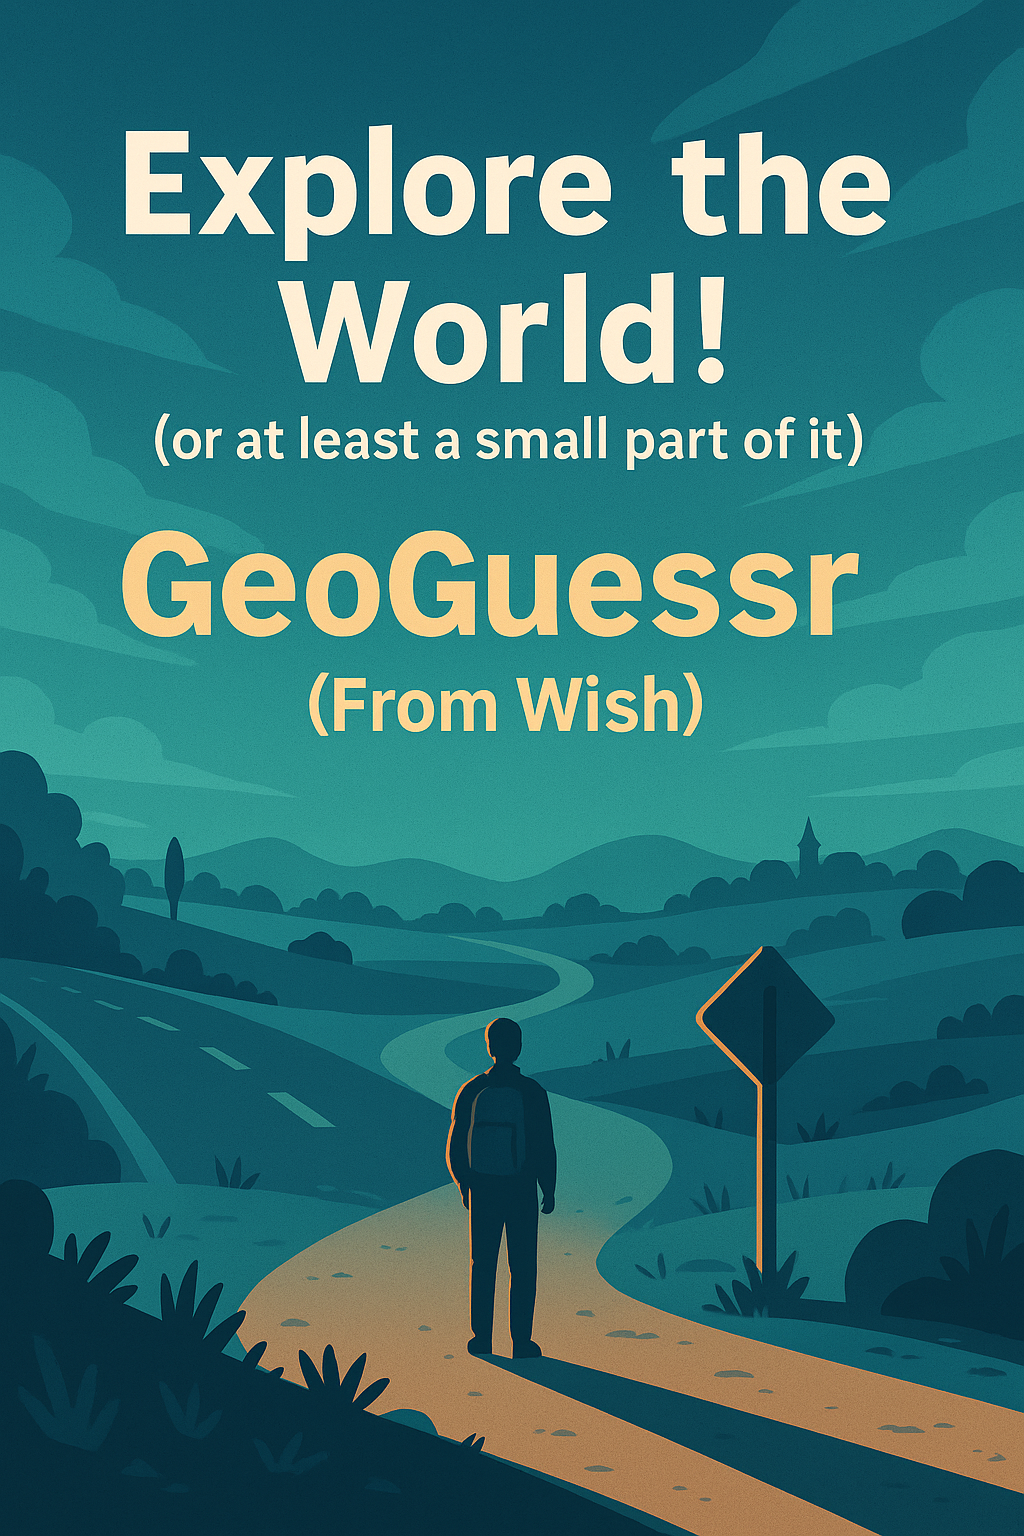 Explore the
World!
(or at least a small part of it)
GeoGuessr
(From Wish)